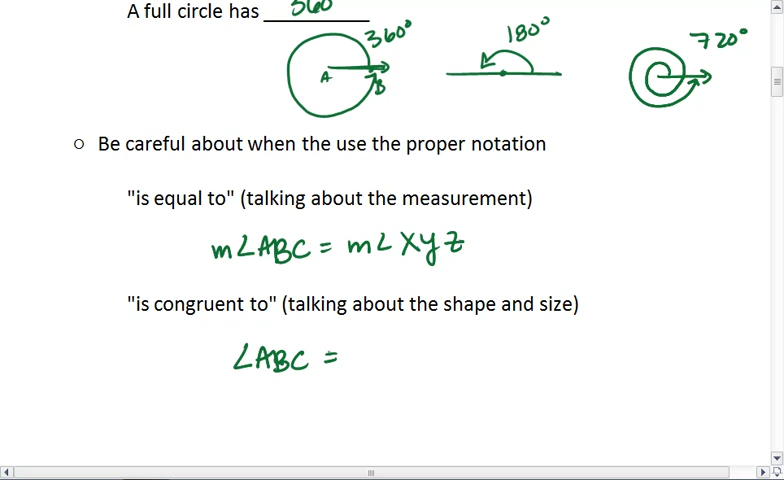 A full circle has 360
360° 180° 720°
A B
○ Be careful about when the use the proper notation
"is equal to" (talking about the measurement)
m∠ABC = m∠XYZ
"is congruent to" (talking about the shape and size)
∠ABC =